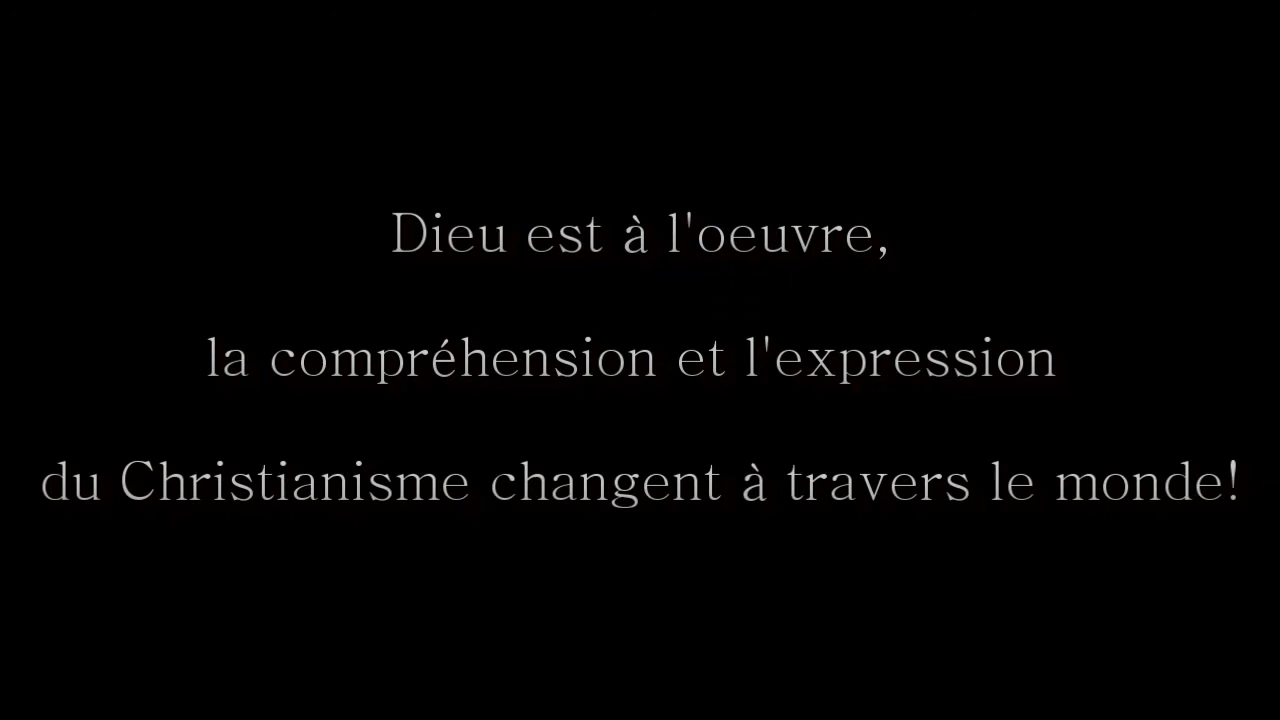 Dieu est à l'oeuvre,
la compréhension et l'expression
du Christianisme changent à travers le monde!